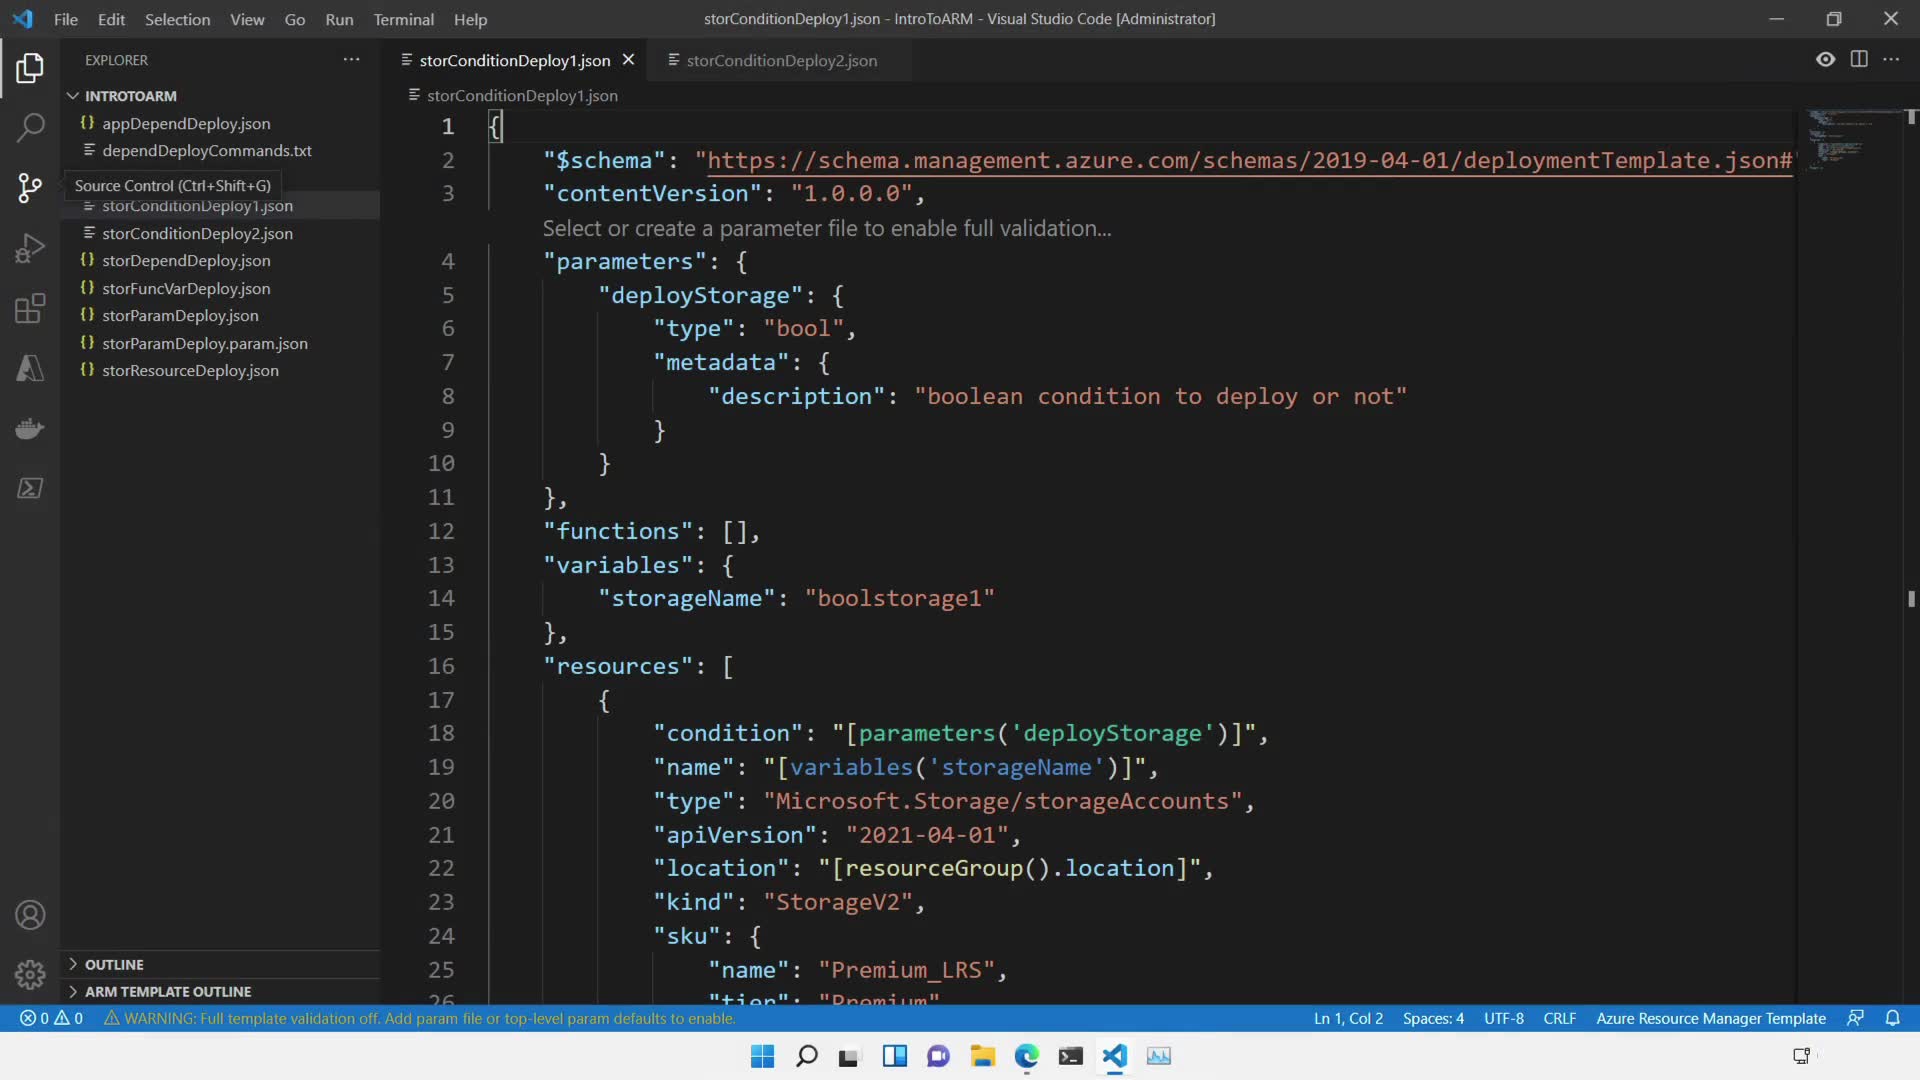 File Edit Selection View Go Run Terminal Help
storConditionDeploy1.json - IntroToARM - Visual Studio Code [Administrator]
EXPLORER
INTROTOARM
appDependDeploy.json
dependDeployCommands.txt
Source Control (Ctrl+Shift+G)
storConditionDeploy1.json
storConditionDeploy2.json
storDependDeploy.json
storFuncVarDeploy.json
storParamDeploy.json
storParamDeploy.param.json
storResourceDeploy.json
OUTLINE
ARM TEMPLATE OUTLINE
storConditionDeploy1.json
storConditionDeploy2.json
storConditionDeploy1.json
1 {
2 "$schema": "https://schema.management.azure.com/schemas/2019-04-01/deploymentTemplate.json#"
3 "contentVersion": "1.0.0.0",
Select or create a parameter file to enable full validation...
4 "parameters": {
5 "deployStorage": {
6 "type": "bool",
7 "metadata": {
8 "description": "boolean condition to deploy or not"
9 }
10 }
11 },
12 "functions": [],
13 "variables": {
14 "storageName": "boolstorage1"
15 },
16 "resources": [
17 {
18 "condition": "[parameters('deployStorage')]",
19 "name": "[variables('storageName')]",
20 "type": "Microsoft.Storage/storageAccounts",
21 "apiVersion": "2021-04-01",
22 "location": "[resourceGroup().location]",
23 "kind": "StorageV2",
24 "sku": {
25 "name": "Premium_LRS",
26 "tier": "Premium"
0 0 WARNING: Full template validation off. Add param file or top-level param defaults to enable.
Ln 1, Col 2 Spaces: 4 UTF-8 CRLF Azure Resource Manager Template